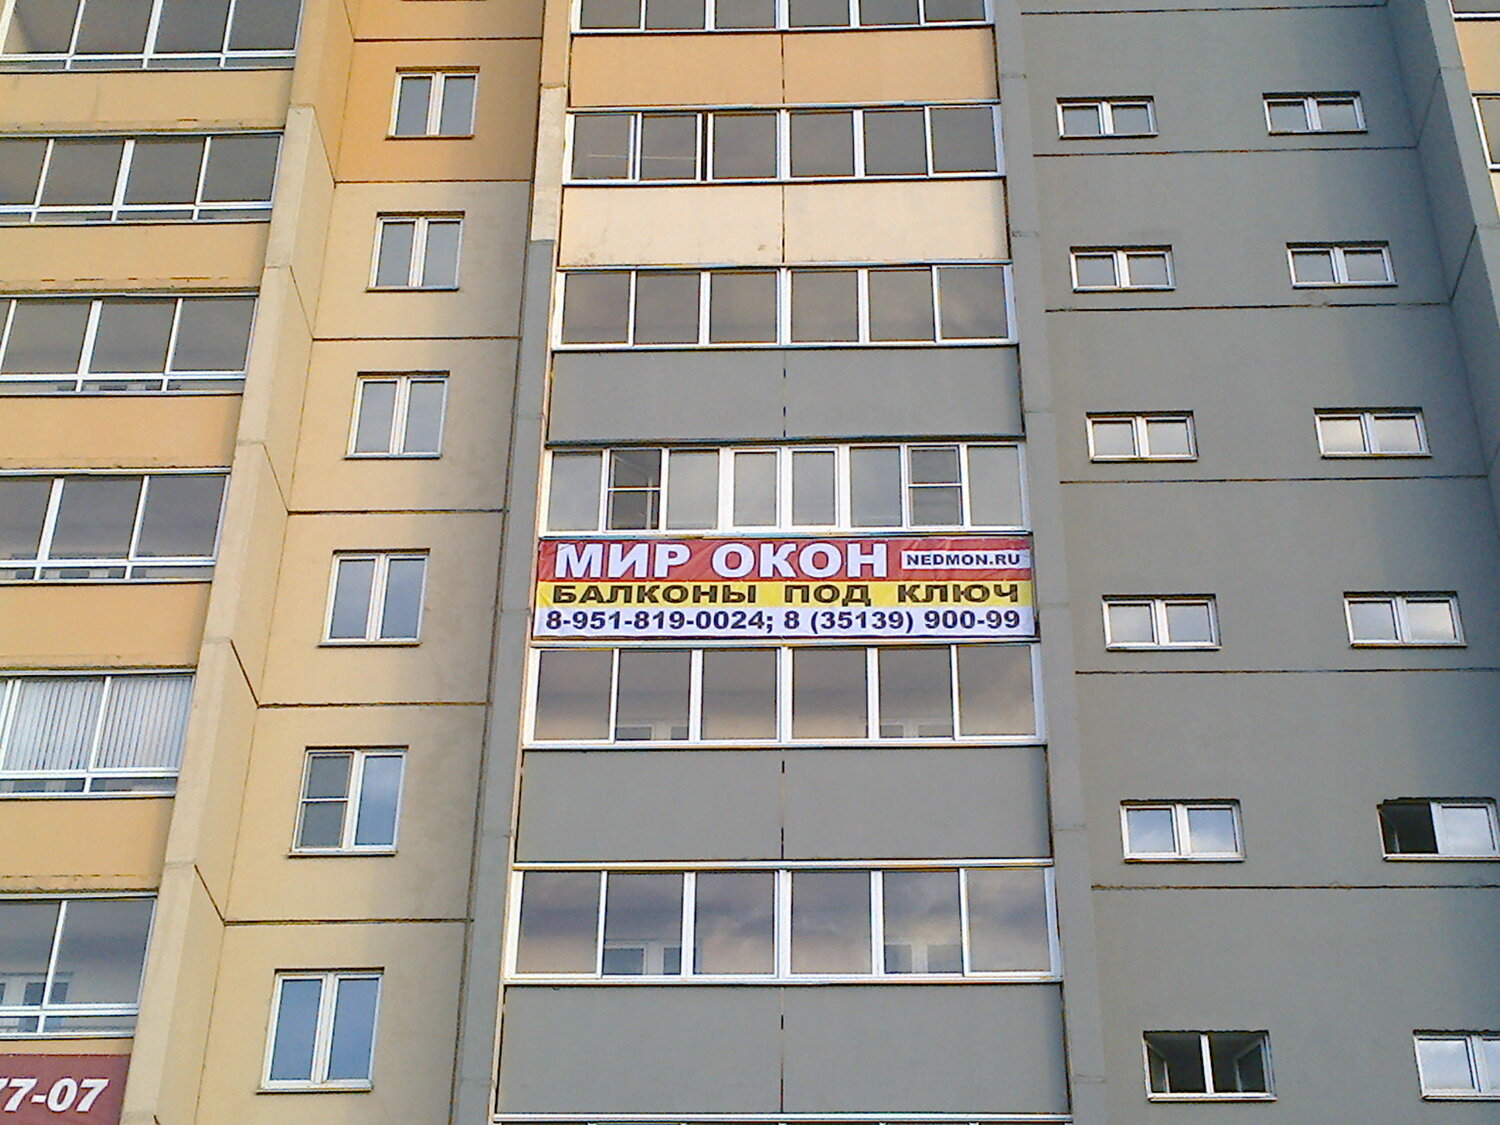 МИР ОКОН NEDMON.RU
БАЛКОНЫ ПОД КЛЮЧ
8-951-819-0024; 8 (35139) 900-99
77-07